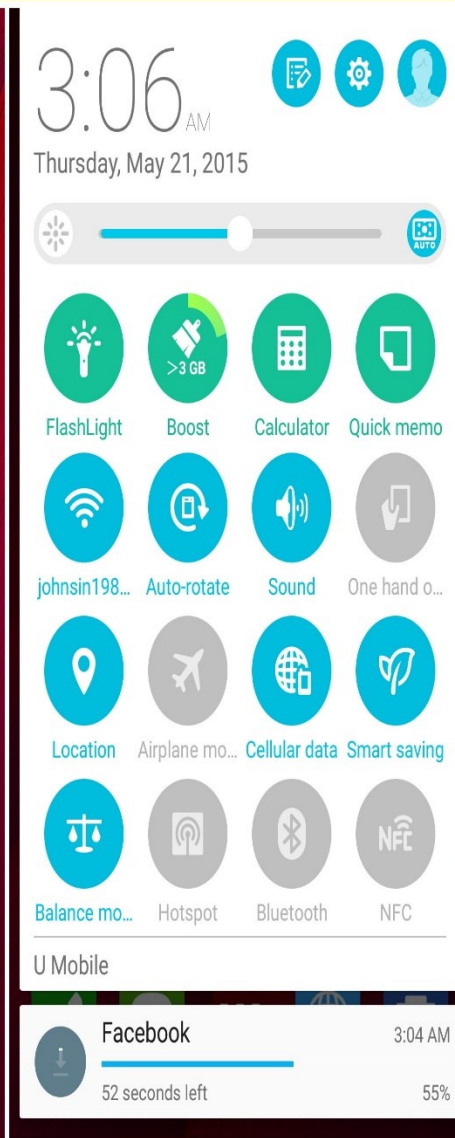 3:06 AM
Thursday, May 21, 2015
AUTO
>3 GB
FlashLight Boost Calculator Quick memo
johnsin198... Auto-rotate Sound One hand o...
Location Airplane mo... Cellular data Smart saving
NFC
Balance mo... Hotspot Bluetooth NFC
U Mobile
Facebook 3:04 AM
52 seconds left 55%